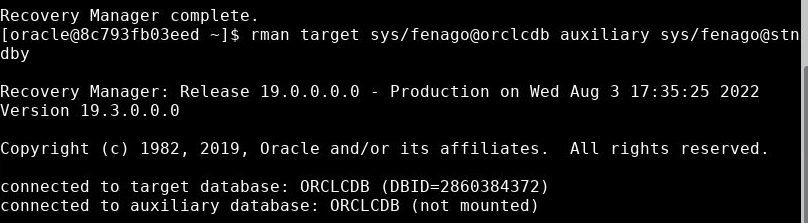 Recovery Manager complete.
[oracle@8c793fb03eed ~]$ rman target sys/fenago@orclcdb auxiliary sys/fenago@stn
dby
Recovery Manager: Release 19.0.0.0.0 - Production on Wed Aug 3 17:35:25 2022
Version 19.3.0.0.0
Copyright (c) 1982, 2019, Oracle and/or its affiliates.  All rights reserved.
connected to target database: ORCLCDB (DBID=2860384372)
connected to auxiliary database: ORCLCDB (not mounted)